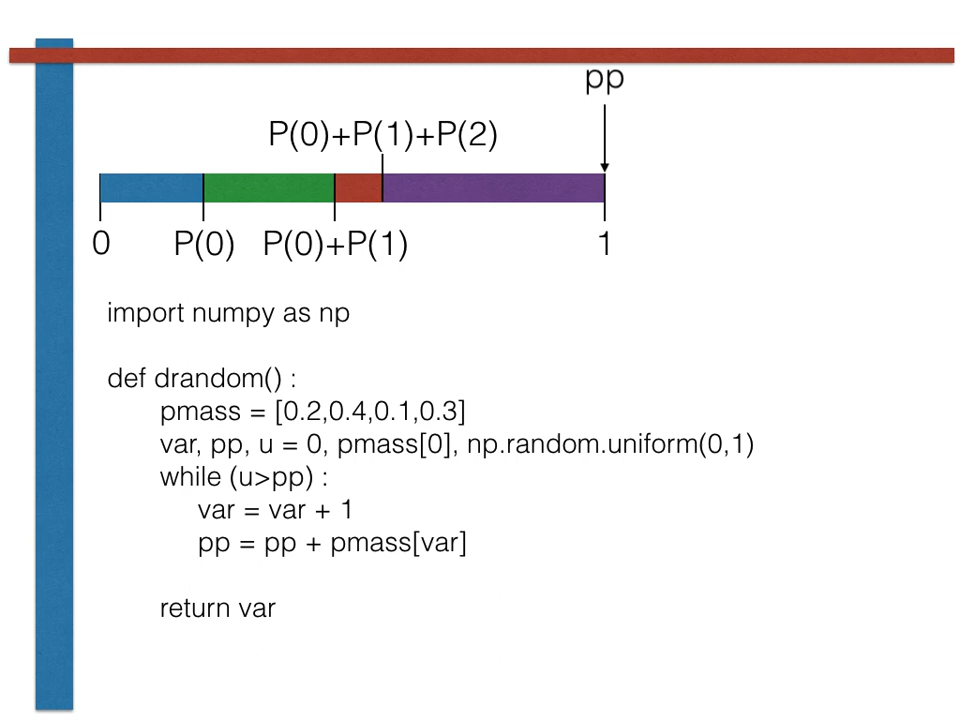 pp
P(0)+P(1)+P(2)
0 P(0) P(0)+P(1) 1
import numpy as np
def drandom() :
pmass = [0.2,0.4,0.1,0.3]
var, pp, u = 0, pmass[0], np.random.uniform(0,1)
while (u>pp) :
var = var + 1
pp = pp + pmass[var]
return var